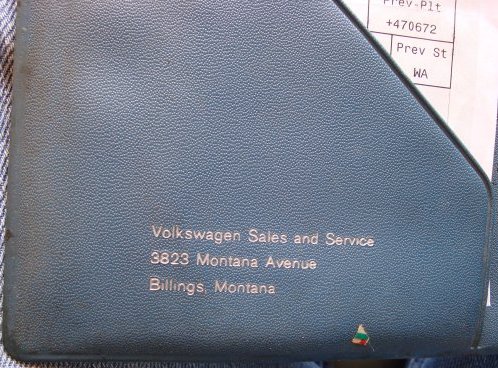 Prev-Plt
+470672
Prev St
WA
Volkswagen Sales and Service
3823 Montana Avenue
Billings, Montana